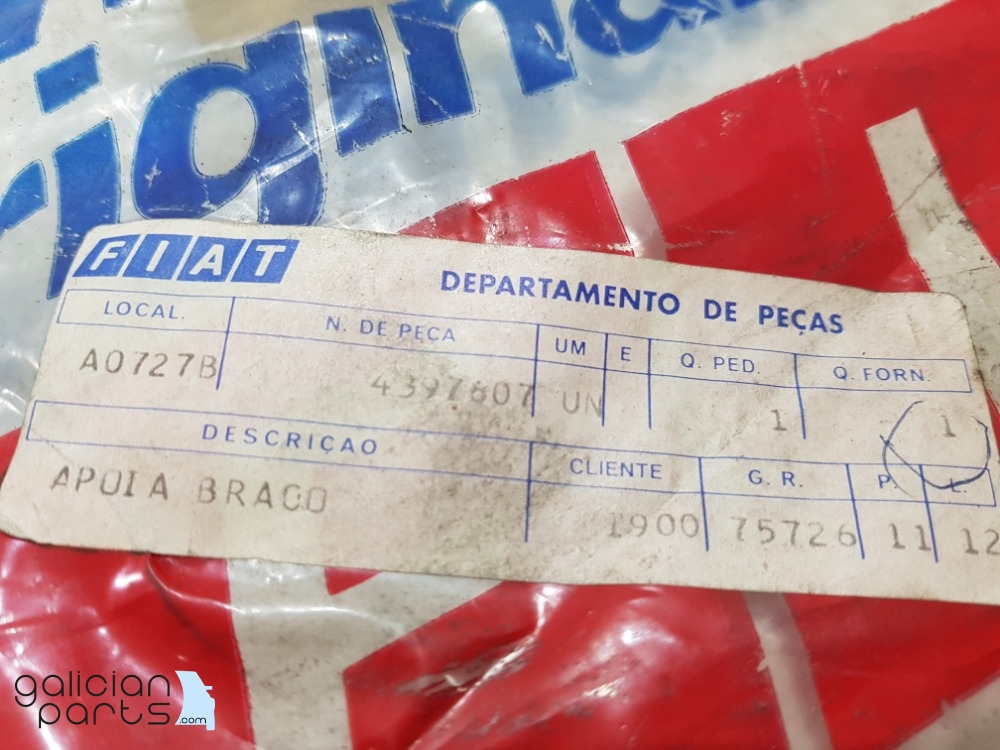 Original
FIAT
DEPARTAMENTO DE PEÇAS
LOCAL. N. DE PEÇA UM E Q. PED. Q. FORN.
A0727B 4397607 UN 1 1
DESCRIÇAO CLIENTE G. R. P. L.
APOIA BRACO 1900 75726 11 12
galician
parts.com